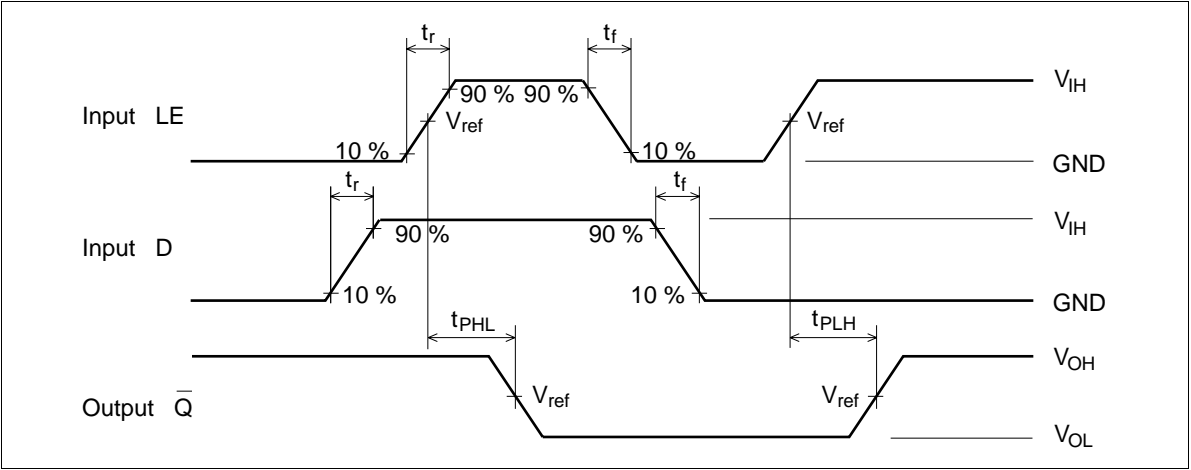 tr tf
VIH
90 % 90 %
Input LE
Vref Vref
10 % 10 %
GND
tr tf
VIH
90 % 90 %
Input D
10 % 10 %
GND
tPHL tPLH
VOH
Vref Vref
Output Q̅
VOL